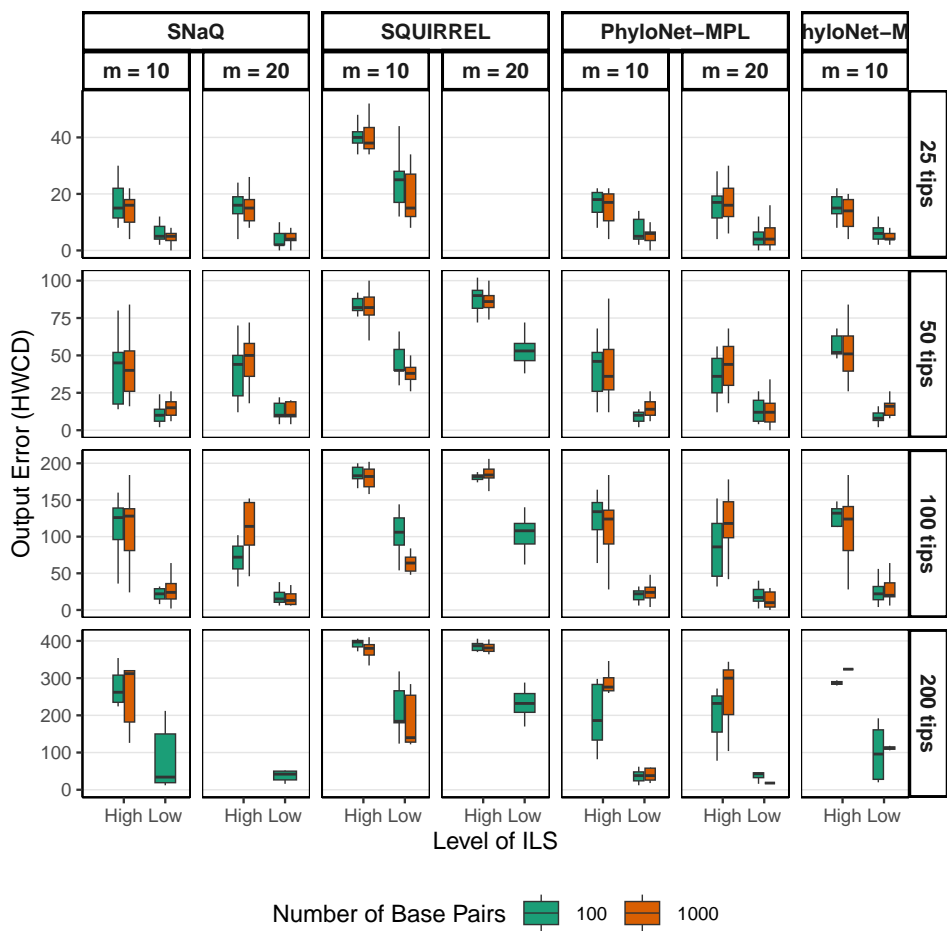 SNaQ SQUIRREL PhyloNet−MPL hyloNet−M
m = 10 m = 20 m = 10 m = 20 m = 10 m = 20 m = 10
40
20
0
25 tips
100
75
50
25
0
50 tips
200
150
100
50
0
100 tips
400
300
200
100
0
200 tips
Output Error (HWCD)
High Low High Low High Low High Low High Low High Low High Low
Level of ILS
Number of Base Pairs 100 1000